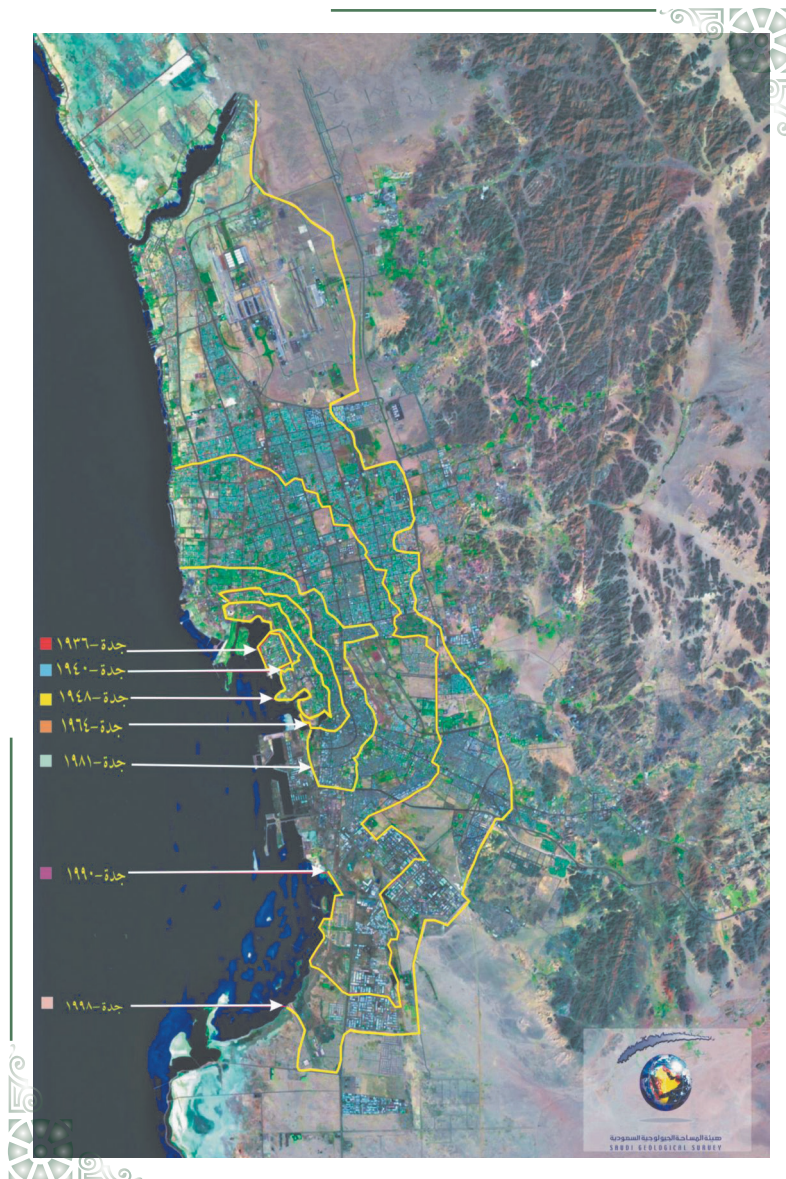 جدة-١٩٣٦
جدة-١٩٤٠
جدة-١٩٤٨
جدة-١٩٦٤
جدة-١٩٨١
جدة-١٩٩٠
جدة-١٩٩٨
هيئة المساحة الجيولوجية السعودية
SAUDI GEOLOGICAL SURVEY